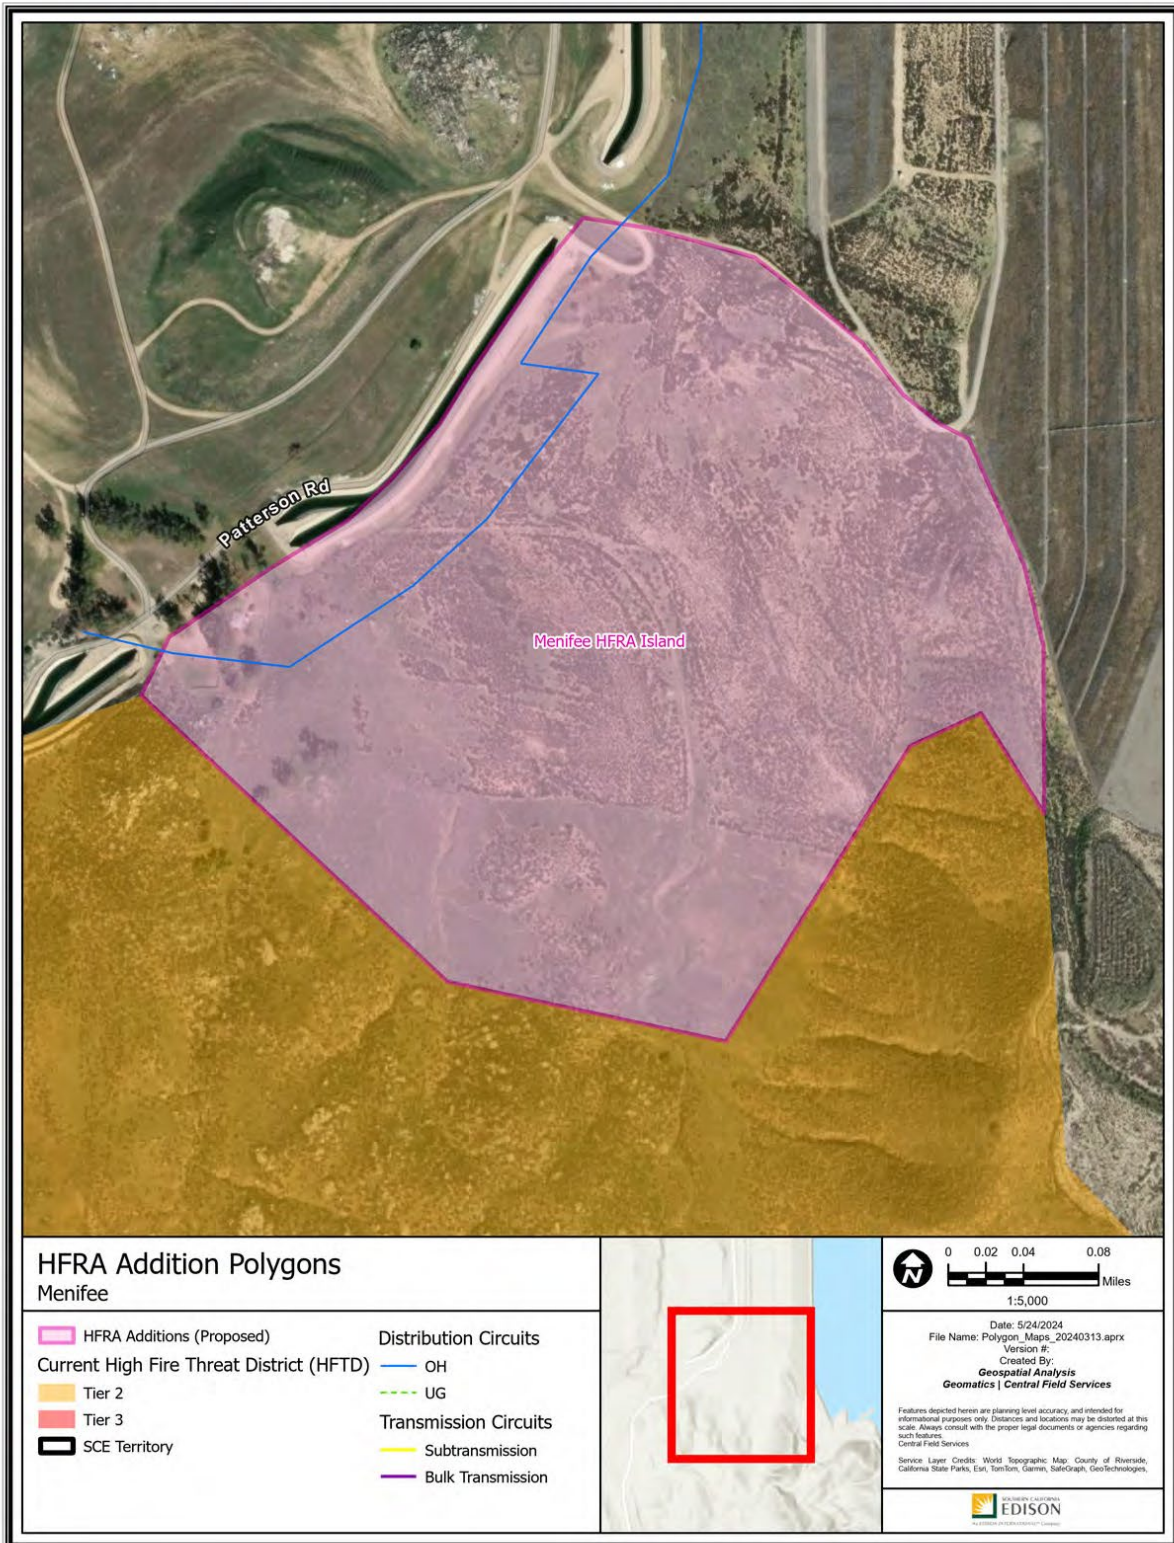 Patterson Rd
Menifee HFRA Island
HFRA Addition Polygons
Menifee
HFRA Additions (Proposed)
Current High Fire Threat District (HFTD)
Tier 2
Tier 3
SCE Territory
Distribution Circuits
OH
UG
Transmission Circuits
Subtransmission
Bulk Transmission
N
0 0.02 0.04 0.08
Miles
1:5,000
Date: 5/24/2024
File Name: Polygon_Maps_20240313.aprx
Version #:
Created By:
Geospatial Analysis
Geomatics | Central Field Services
Features depicted herein are planning level accuracy, and intended for
informational purposes only. Distances and locations may be distorted at this
scale. Always consult with the proper legal documents or agencies regarding
such features.
Central Field Services
Service Layer Credits: World Topographic Map: County of Riverside,
California State Parks, Esri, TomTom, Garmin, SafeGraph, GeoTechnologies,
SOUTHERN CALIFORNIA
EDISON
An EDISON INTERNATIONAL® Company